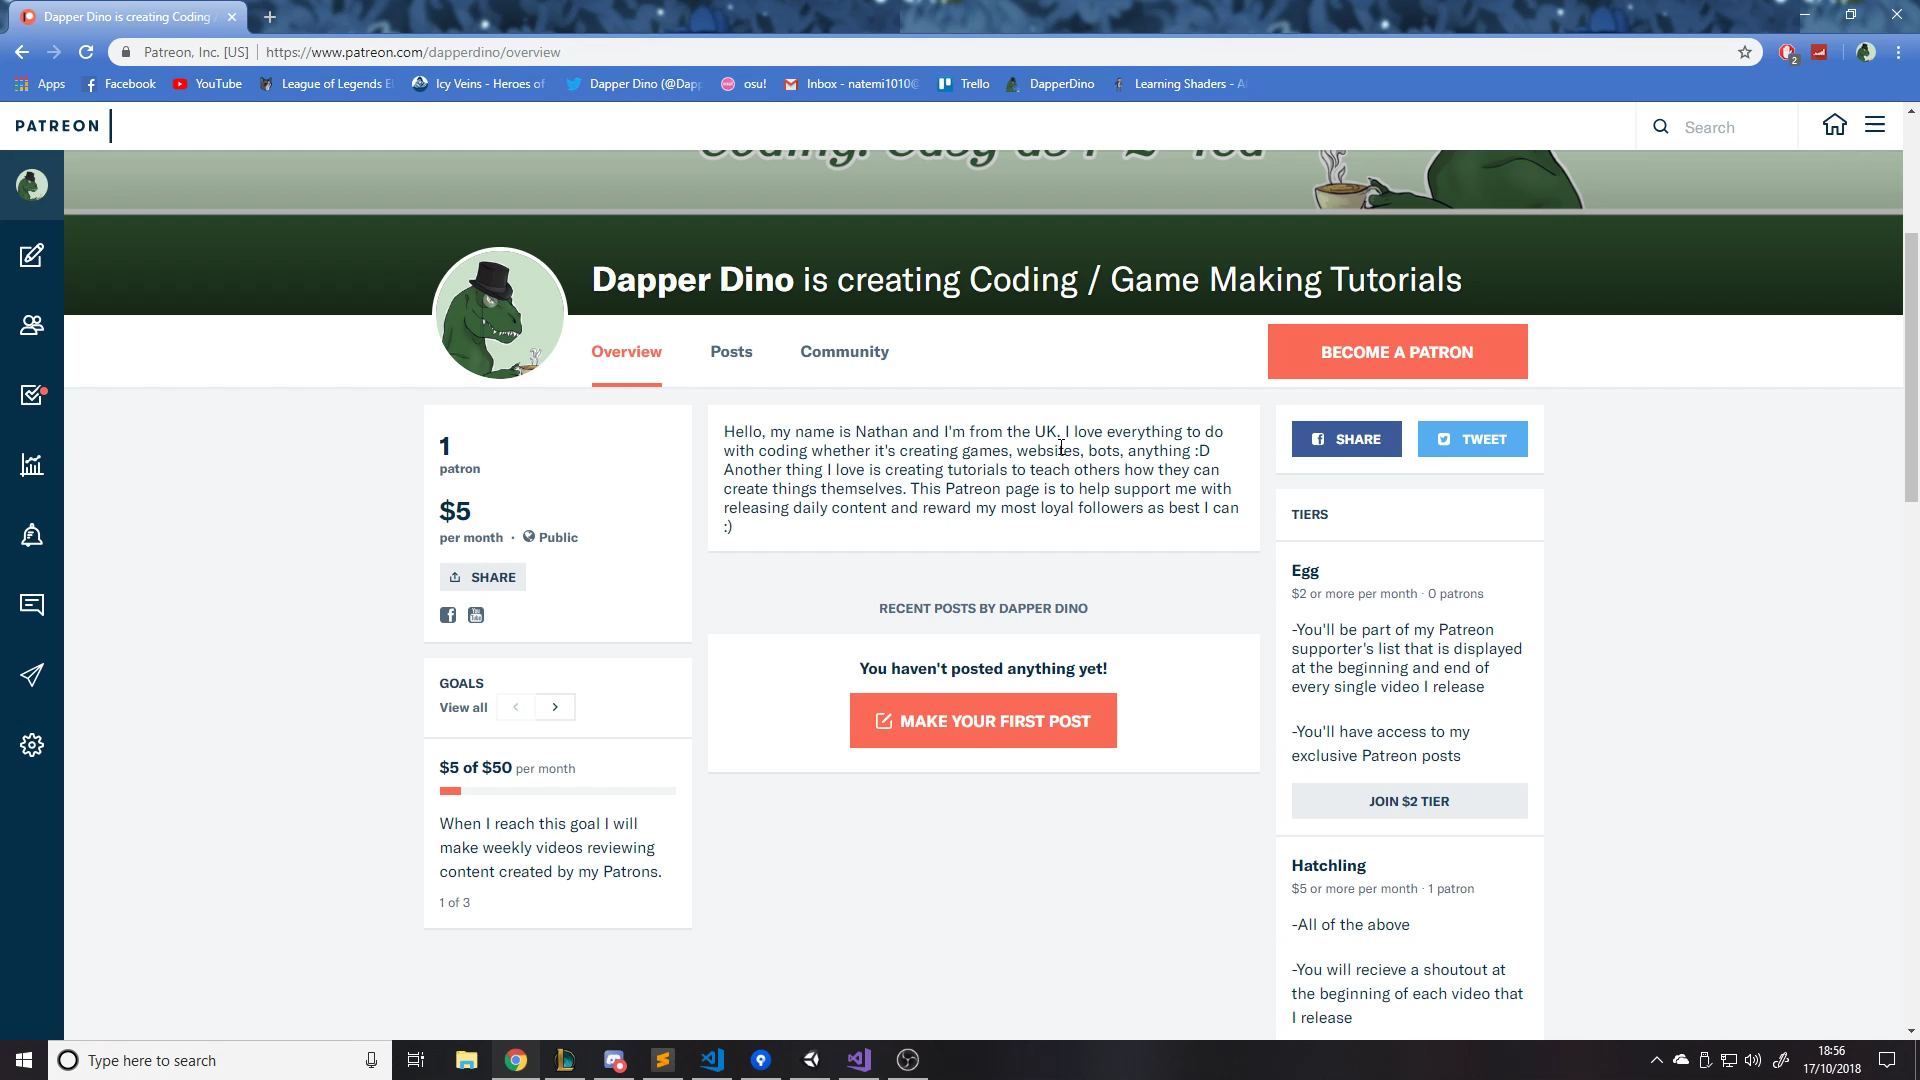 Dapper Dino is creating Coding
Patreon, Inc. [US] | https://www.patreon.com/dapperdino/overview
2
Apps Facebook YouTube League of Legends E Icy Veins - Heroes of Dapper Dino (@Dapp osu! Inbox - natemi1010@ Trello DapperDino Learning Shaders - A
PATREON
Search
Dapper Dino is creating Coding / Game Making Tutorials
Overview Posts Community
BECOME A PATRON
1
patron
$5
per month · Public
SHARE
You Tube
GOALS
View all
$5 of $50 per month
When I reach this goal I will
make weekly videos reviewing
content created by my Patrons.
1 of 3
Hello, my name is Nathan and I'm from the UK. I love everything to do
with coding whether it's creating games, websites, bots, anything :D
Another thing I love is creating tutorials to teach others how they can
create things themselves. This Patreon page is to help support me with
releasing daily content and reward my most loyal followers as best I can
:)
RECENT POSTS BY DAPPER DINO
You haven't posted anything yet!
MAKE YOUR FIRST POST
SHARE TWEET
TIERS
Egg
$2 or more per month · 0 patrons
-You'll be part of my Patreon
supporter's list that is displayed
at the beginning and end of
every single video I release
-You'll have access to my
exclusive Patreon posts
JOIN $2 TIER
Hatchling
$5 or more per month · 1 patron
-All of the above
-You will recieve a shoutout at
the beginning of each video that
I release
Type here to search
18:56
17/10/2018